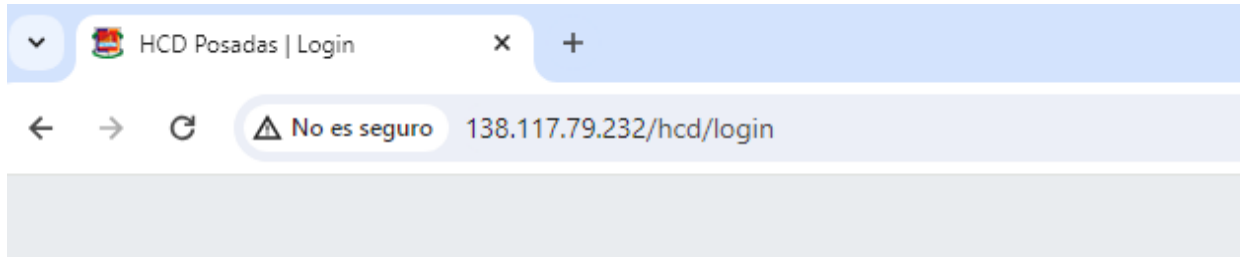 HCD Posadas | Login
No es seguro 138.117.79.232/hcd/login